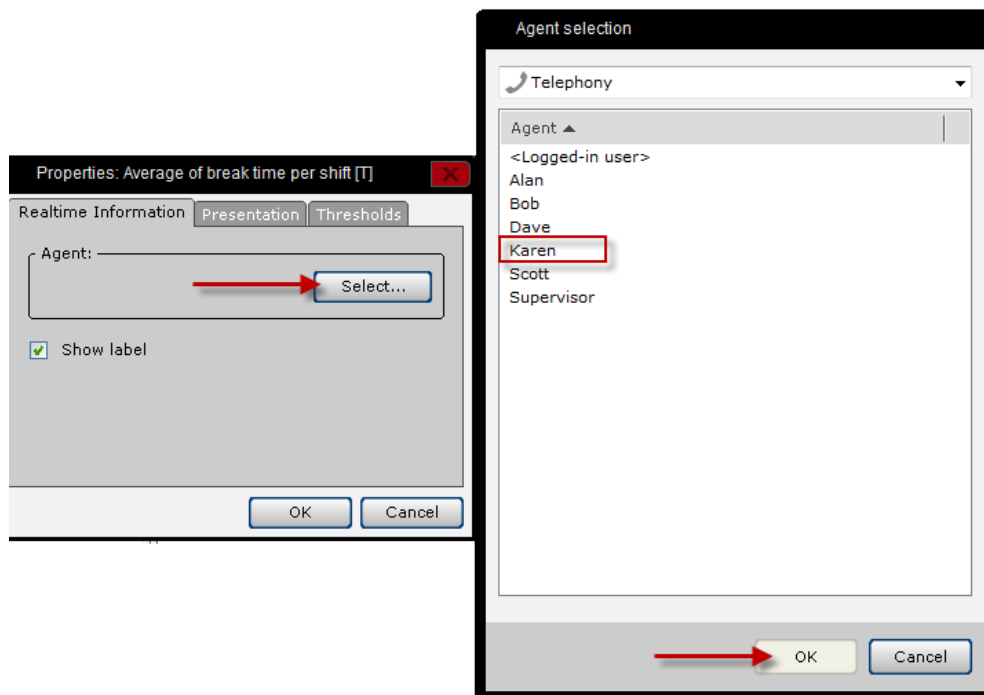 Properties: Average of break time per shift [T]
Realtime Information Presentation Thresholds
Agent:
Select...
Show label
OK Cancel
Agent selection
Telephony
Agent
<Logged-in user>
Alan
Bob
Dave
Karen
Scott
Supervisor
OK Cancel